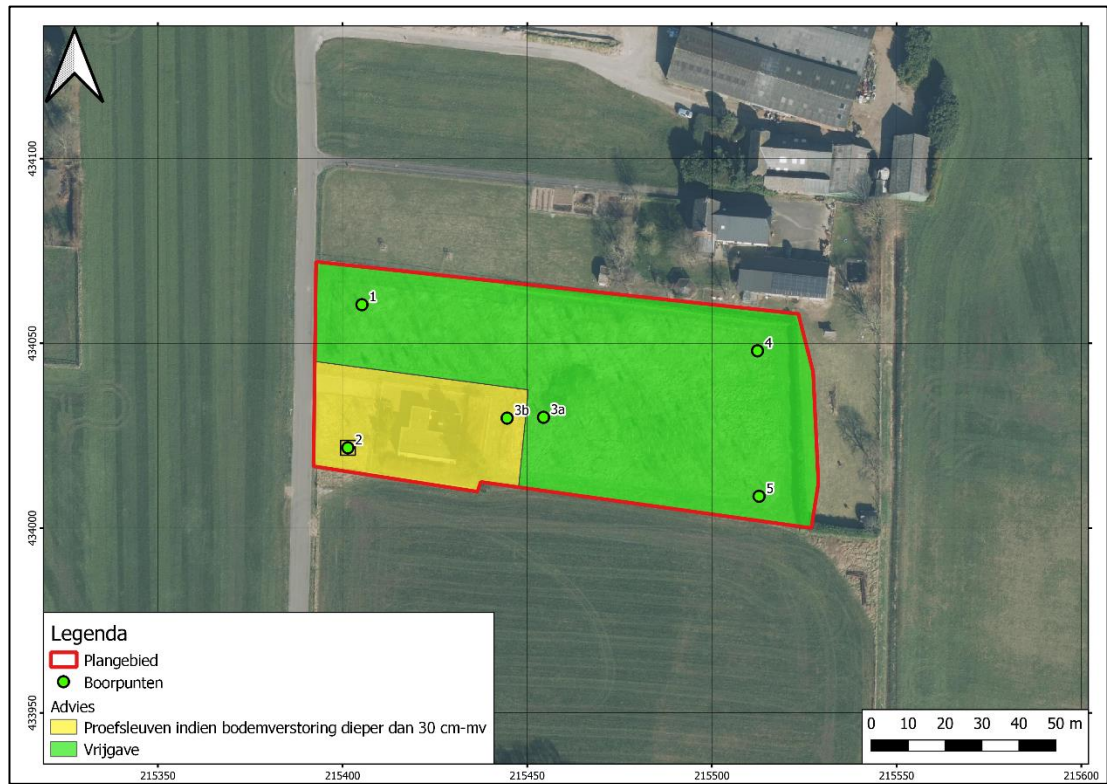 434100
434050
434000
433950
1
4
3b
3a
2
5
Legenda
Plangebied
Boorpunten
Advies
Proefsleuven indien bodemverstoring dieper dan 30 cm-mv
Vrijgave
0 10 20 30 40 50 m
215350 215400 215450 215500 215550 215600